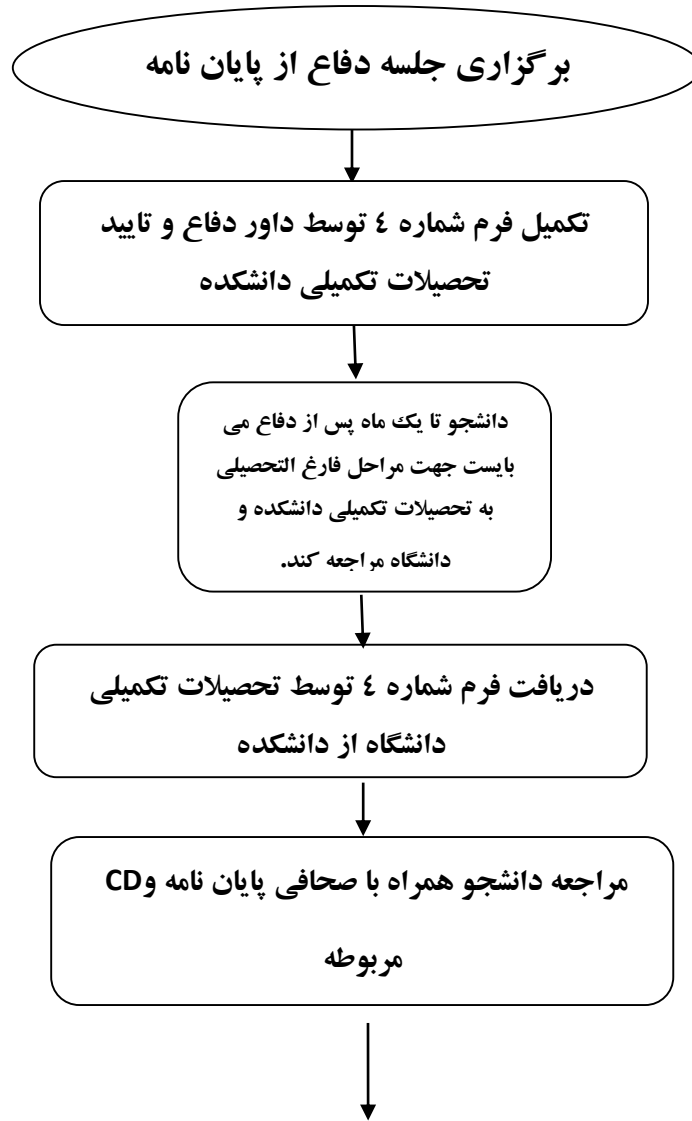 برگزاری جلسه دفاع از پایان نامه
تکمیل فرم شماره ٤ توسط داور دفاع و تایید
تحصیلات تکمیلی دانشکده
دانشجو تا یک ماه پس از دفاع می
بایست جهت مراحل فارغ التحصیلی
به تحصیلات تکمیلی دانشکده و
دانشگاه مراجعه کند.
دریافت فرم شماره ٤ توسط تحصیلات تکمیلی
دانشگاه از دانشکده
مراجعه دانشجو همراه با صحافی پایان نامه وCD
مربوطه